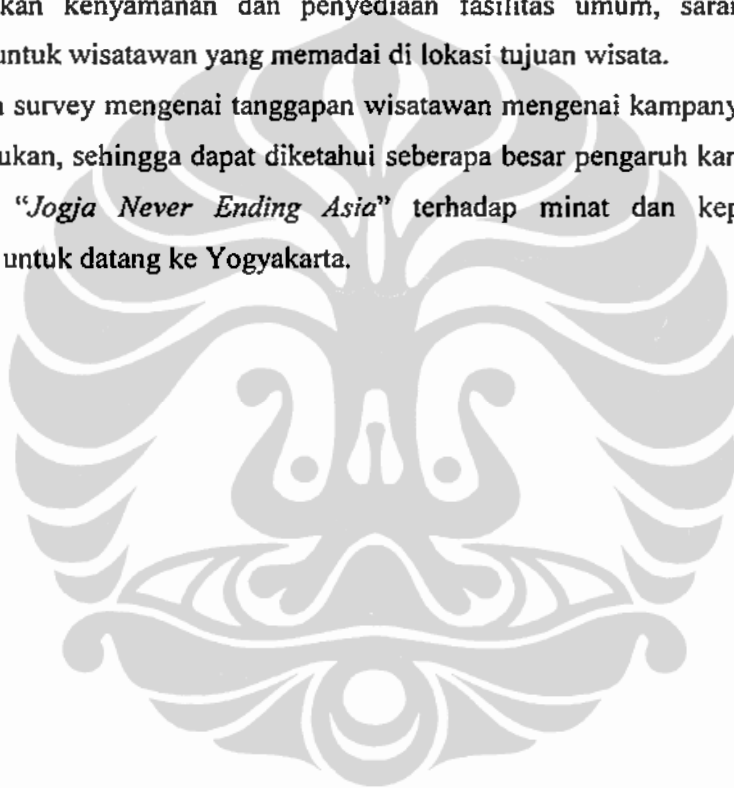 kan kenyamanan dan penyediaan fasilitas umum, sarar
untuk wisatawan yang memadai di lokasi tujuan wisata.
survey mengenai tanggapan wisatawan mengenai kampany
ukan, sehingga dapat diketahui seberapa besar pengaruh kar
"Jogja Never Ending Asia" terhadap minat dan kep
untuk datang ke Yogyakarta.